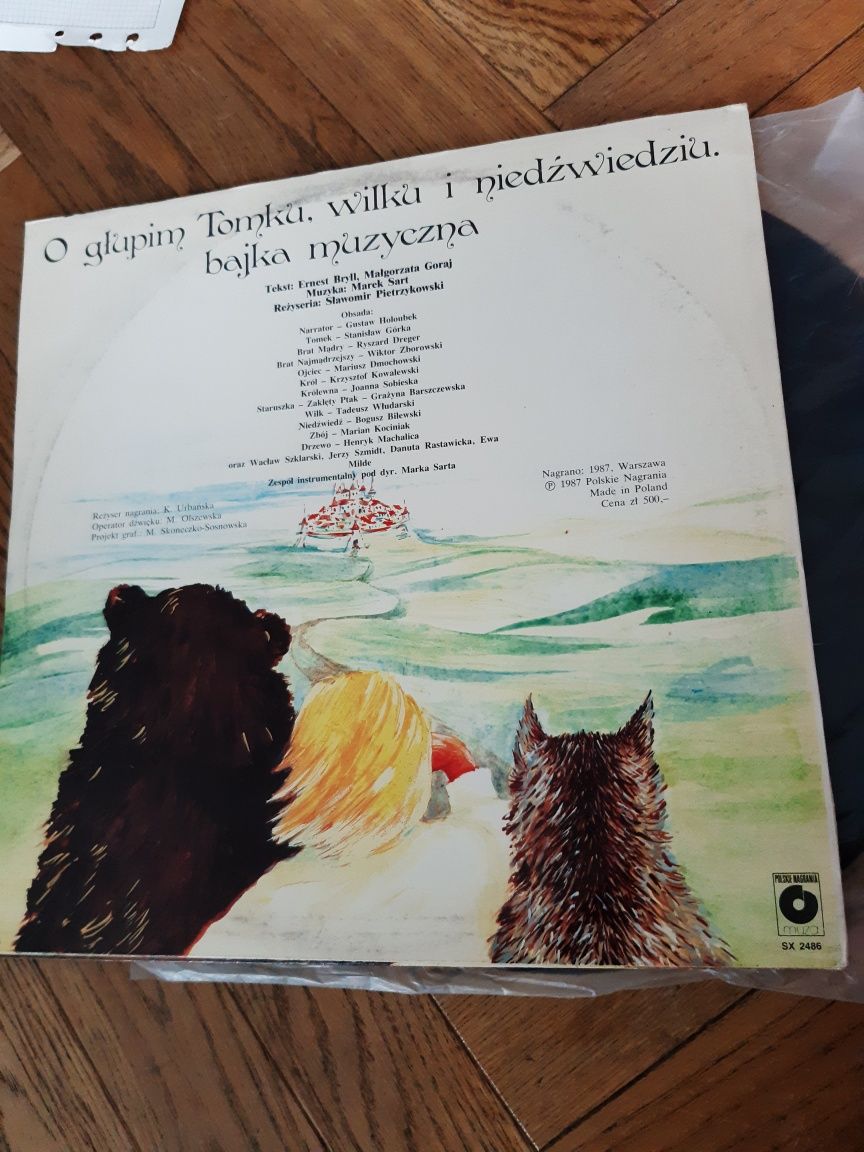 O głupim Tomku, wilku i niedźwiedziu.
bajka muzyczna
Tekst: Ernest Bryll, Małgorzata Goraj
Muzyka: Marek Sart
Reżyseria: Sławomir Pietrzykowski
Obsada:
Narrator – Gustaw Holoubek
Tomek – Stanisław Górka
Brat Mądry – Ryszard Dreger
Brat Najmądrzejszy – Wiktor Zborowski
Ojciec – Mariusz Dmochowski
Król – Krzysztof Kowalewski
Królewna – Joanna Sobieska
Staruszka – Zaklęty Ptak – Grażyna Barszczewska
Wilk – Tadeusz Włudarski
Niedźwiedź – Bogusz Bilewski
Zbój – Marian Kociniak
Drzewo – Henryk Machalica
oraz Wacław Szklarski, Jerzy Szmidt, Danuta Rastawicka, Ewa
Milde
Zespół instrumentalny pod dyr. Marka Sarta
Reżyser nagrania: K. Urbańska
Operator dźwięku: M. Olszewska
Projekt graf.: M. Skoneczko-Sosnowska
Nagrano: 1987, Warszawa
℗ 1987 Polskie Nagrania
Made in Poland
Cena zł 500,–
POLSKIE NAGRANIA
muza
SX 2486